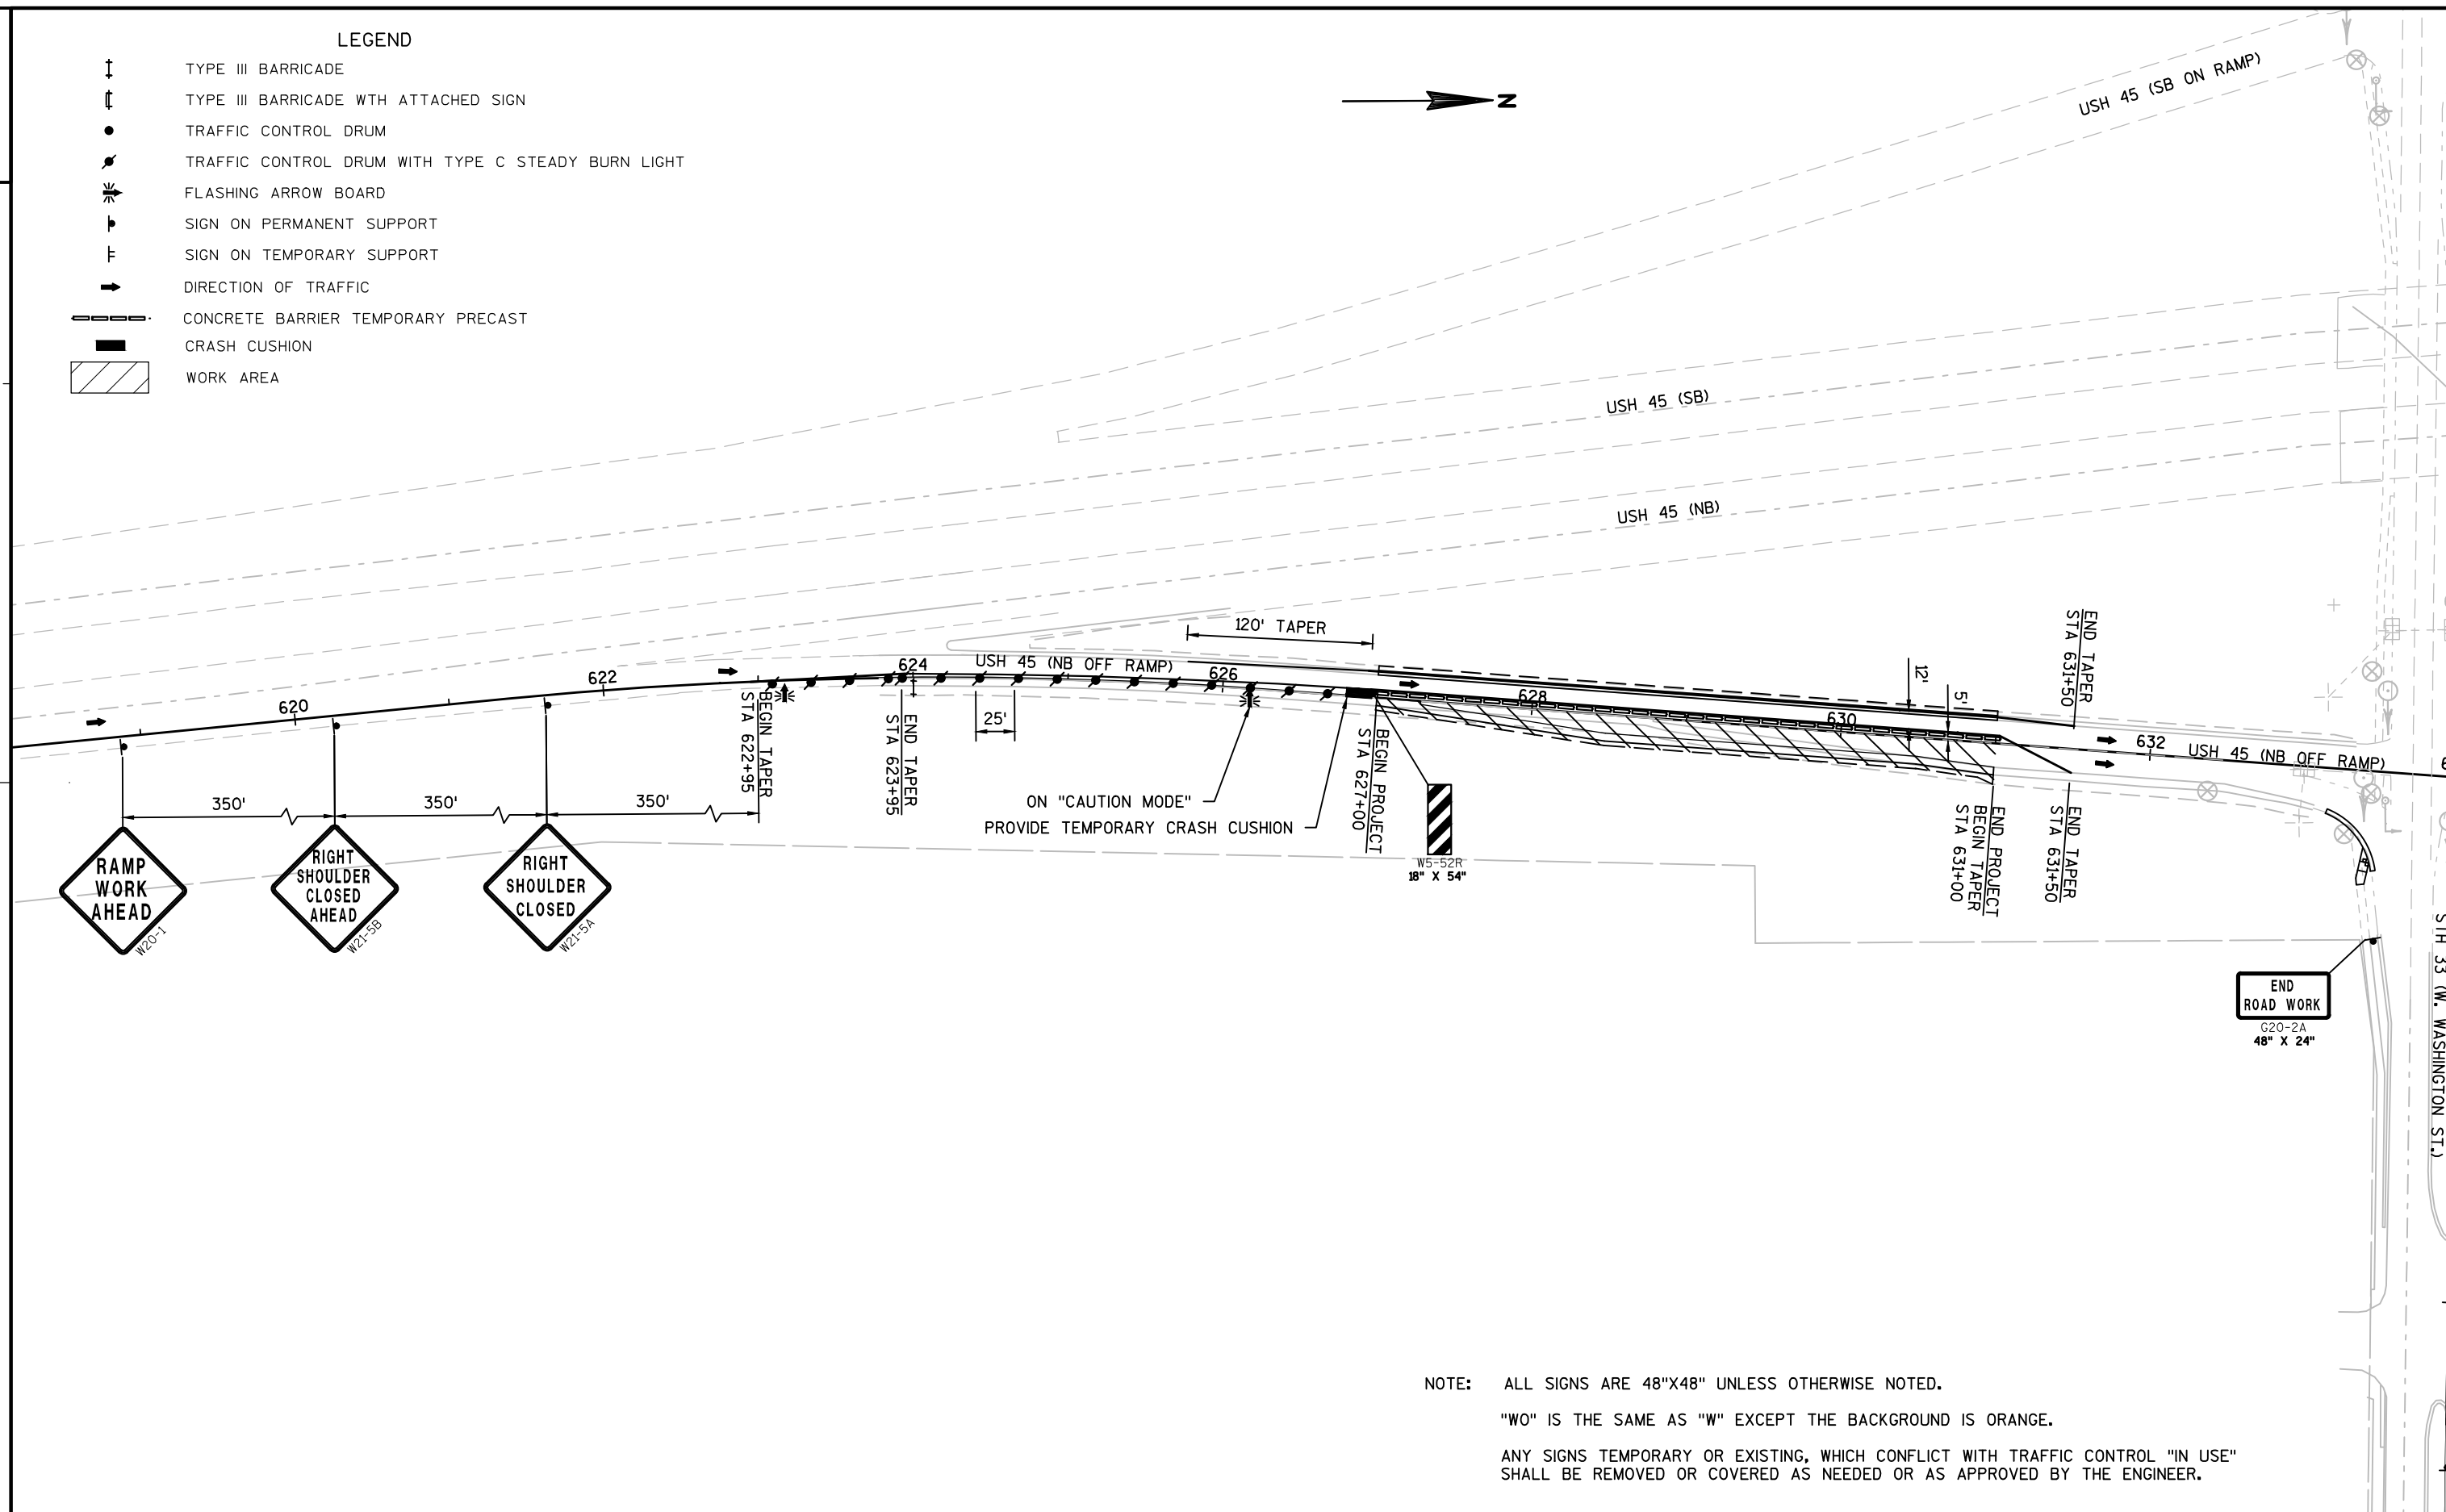 LEGEND
TYPE III BARRICADE
TYPE III BARRICADE WTH ATTACHED SIGN
TRAFFIC CONTROL DRUM
TRAFFIC CONTROL DRUM WITH TYPE C STEADY BURN LIGHT
FLASHING ARROW BOARD
SIGN ON PERMANENT SUPPORT
SIGN ON TEMPORARY SUPPORT
DIRECTION OF TRAFFIC
CONCRETE BARRIER TEMPORARY PRECAST
CRASH CUSHION
WORK AREA
N
USH 45 (SB ON RAMP)
USH 45 (SB)
USH 45 (NB)
120' TAPER
USH 45 (NB OFF RAMP)
620
622
624
626
628
630
632
USH 45 (NB OFF RAMP)
12'
5'
END TAPER
STA 631+50
BEGIN TAPER
STA 622+95
END TAPER
STA 623+95
25'
350'
350'
350'
ON "CAUTION MODE"
PROVIDE TEMPORARY CRASH CUSHION
BEGIN PROJECT
STA 627+00
W5-52R
18" X 54"
END PROJECT
BEGIN TAPER
STA 631+00
END TAPER
STA 631+50
RAMP
WORK
AHEAD
W20-1
RIGHT
SHOULDER
CLOSED
AHEAD
W21-5B
RIGHT
SHOULDER
CLOSED
W21-5A
END
ROAD WORK
G20-2A
48" X 24"
STH 33 (W. WASHINGTON ST.)
NOTE: ALL SIGNS ARE 48"X48" UNLESS OTHERWISE NOTED.
"WO" IS THE SAME AS "W" EXCEPT THE BACKGROUND IS ORANGE.
ANY SIGNS TEMPORARY OR EXISTING, WHICH CONFLICT WITH TRAFFIC CONTROL "IN USE"
SHALL BE REMOVED OR COVERED AS NEEDED OR AS APPROVED BY THE ENGINEER.